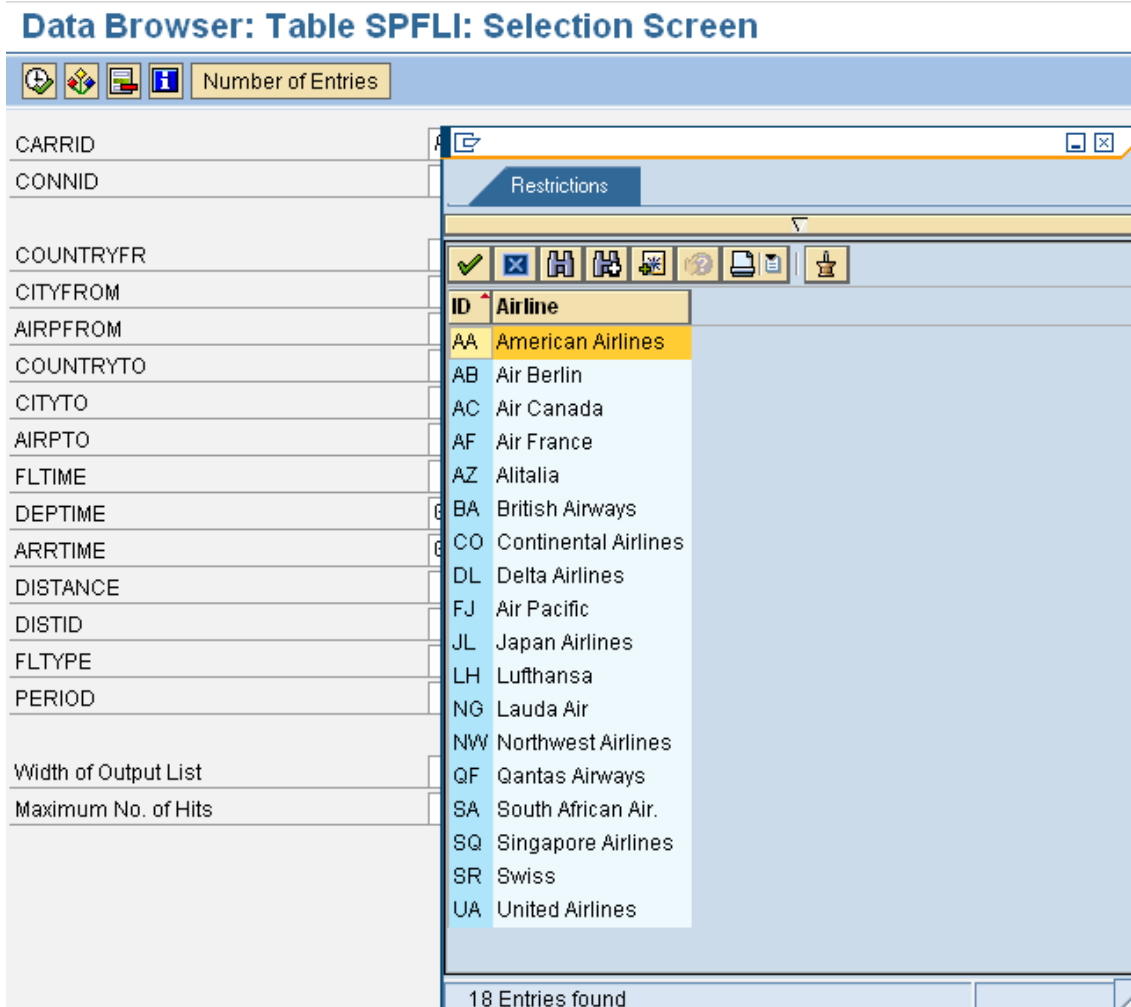 Data Browser: Table SPFLI: Selection Screen
Number of Entries
CARRID
CONNID
COUNTRYFR
CITYFROM
AIRPFROM
COUNTRYTO
CITYTO
AIRPTO
FLTIME
DEPTIME
ARRTIME
DISTANCE
DISTID
FLTYPE
PERIOD
Width of Output List
Maximum No. of Hits
Restrictions
ID Airline
AA American Airlines
AB Air Berlin
AC Air Canada
AF Air France
AZ Alitalia
BA British Airways
CO Continental Airlines
DL Delta Airlines
FJ Air Pacific
JL Japan Airlines
LH Lufthansa
NG Lauda Air
NW Northwest Airlines
QF Qantas Airways
SA South African Air.
SQ Singapore Airlines
SR Swiss
UA United Airlines
18 Entries found